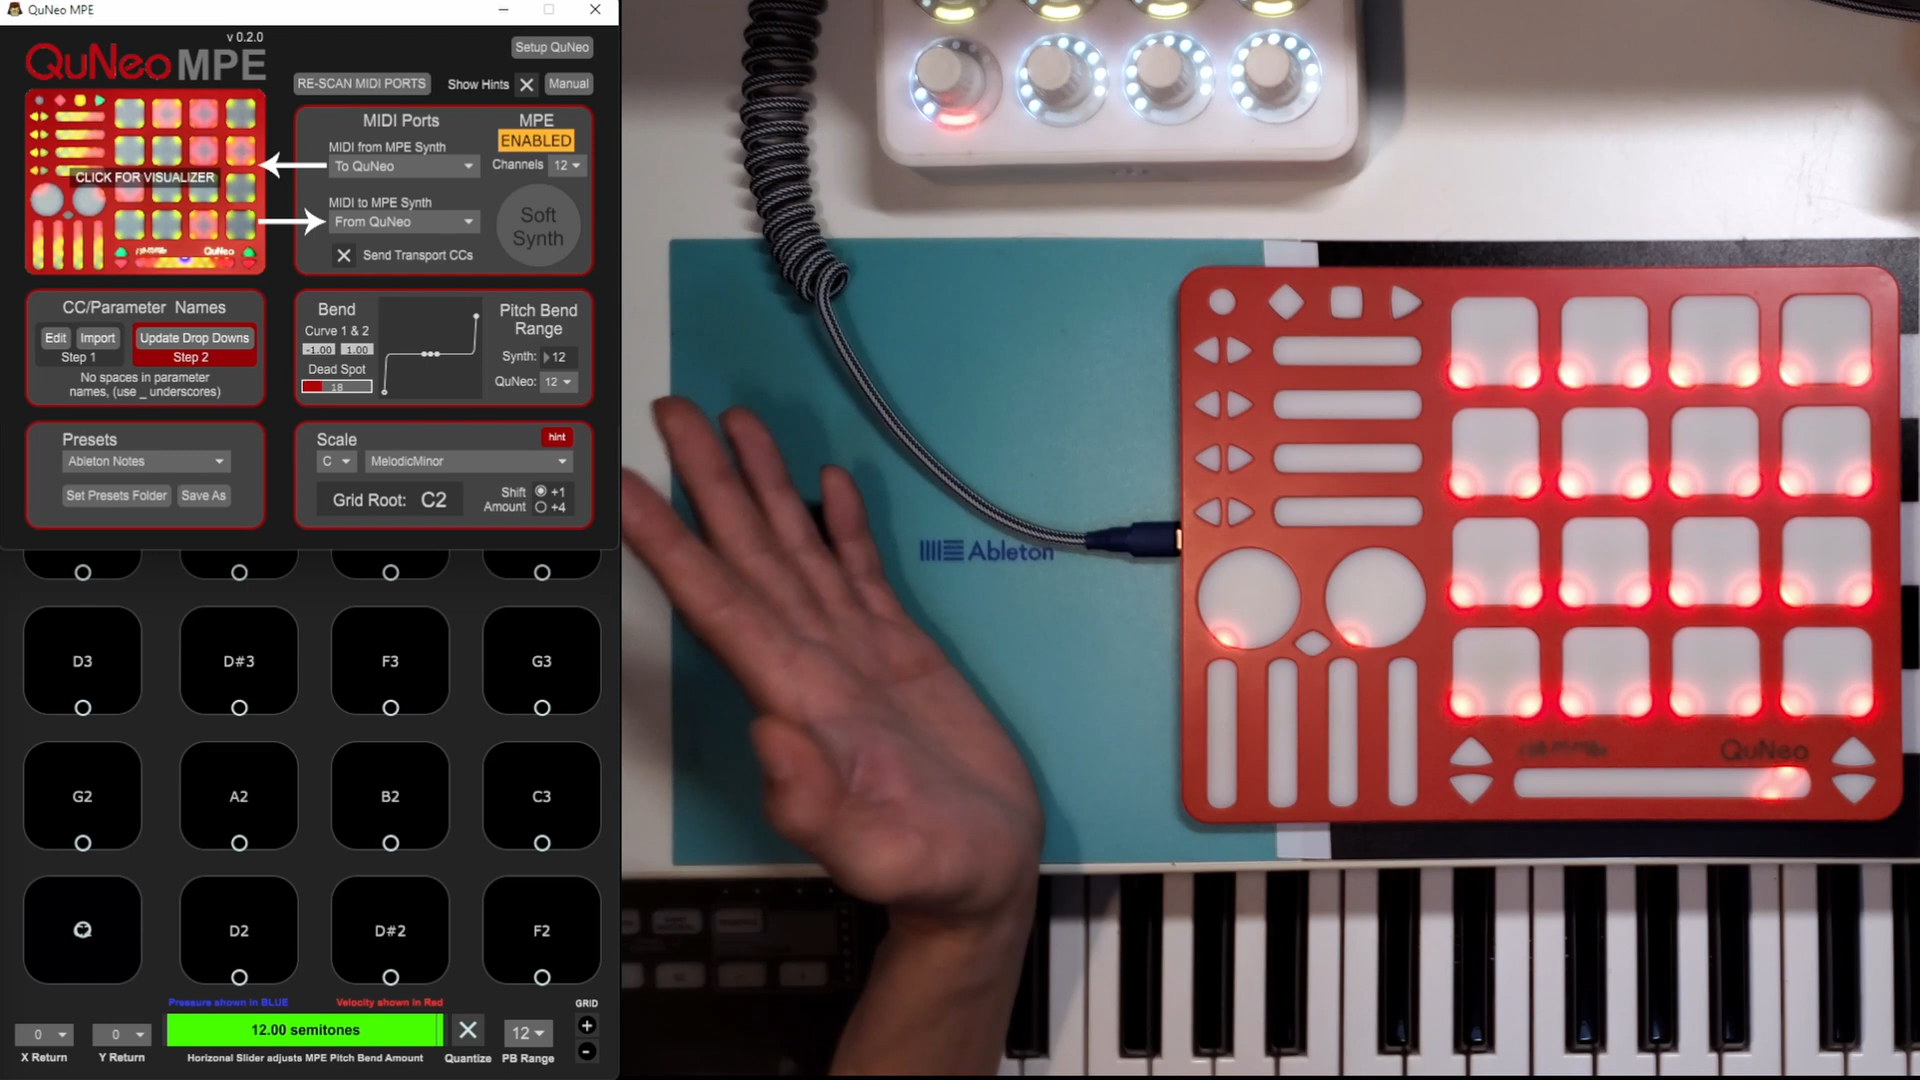 QuNeo MPE
v 0.2.0
QuNeo MPE
Setup QuNeo
RE-SCAN MIDI PORTS
Show Hints
Manual
CLICK FOR VISUALIZER
QuNeo
MIDI Ports
MPE
ENABLED
MIDI from MPE Synth
To QuNeo
Channels 12
MIDI to MPE Synth
From QuNeo
Soft
Synth
Send Transport CCs
CC/Parameter Names
Edit
Import
Update Drop Downs
Step 1
Step 2
No spaces in parameter
names, (use _ underscores)
Bend
Curve 1 & 2
-1.00
1.00
Dead Spot
18
Pitch Bend
Range
Synth: 12
QuNeo: 12
Presets
Ableton Notes
Set Presets Folder
Save As
Scale
hint
C
MelodicMinor
Grid Root: C2
Shift
Amount
+1
+4
D3
D#3
F3
G3
G2
A2
B2
C3
D2
D#2
F2
Pressure shown in BLUE
Velocity shown in Red
GRID
0
0
12.00 semitones
12
X Return
Y Return
Horizonal Slider adjusts MPE Pitch Bend Amount
Quantize
PB Range
Ableton
QuNeo